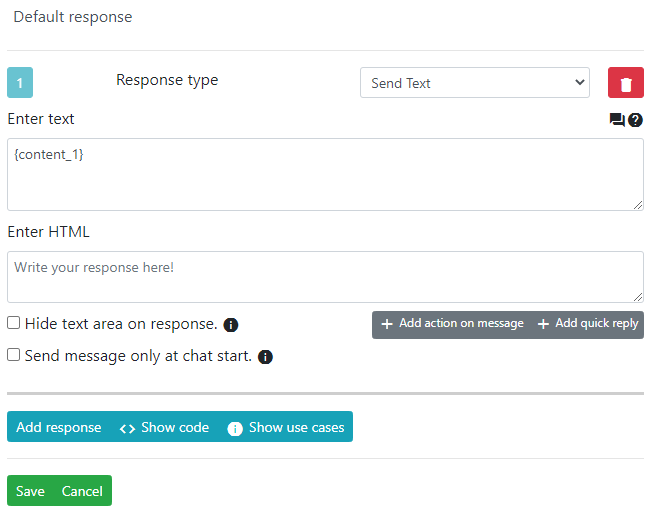 Default response
1 Response type Send Text
Enter text
{content_1}
Enter HTML
Write your response here!
Hide text area on response.
Add action on message Add quick reply
Send message only at chat start.
Add response Show code Show use cases
Save Cancel